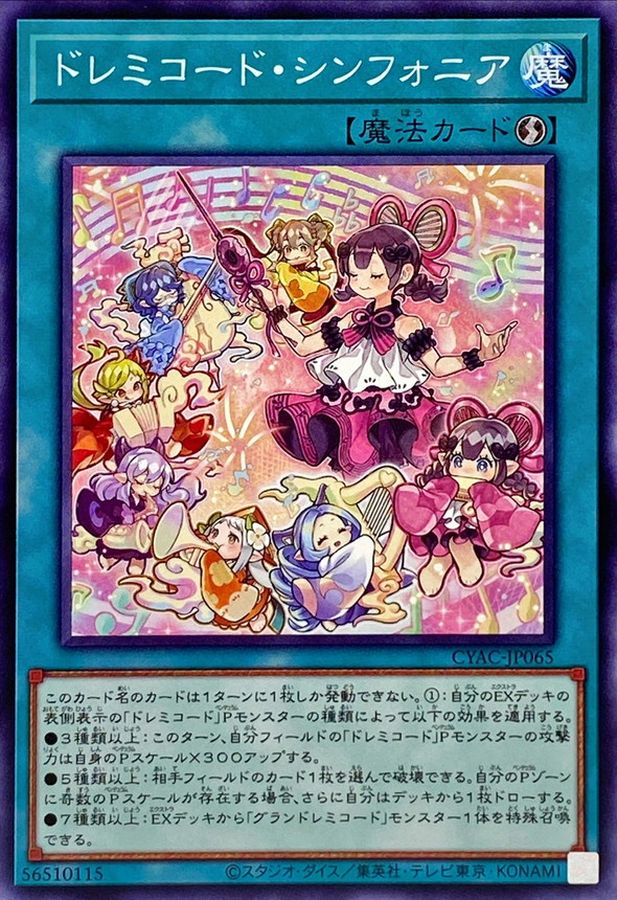 ドレミコード・シンフォニア 魔
【魔法カード】
CYAC-JP065
このカード名のカードは1ターンに1枚しか発動できない。①:自分のEXデッキの
表側表示の「ドレミコード」Pモンスターの種類によって以下の効果を適用する。
●3種類以上:このターン、自分フィールドの「ドレミコード」Pモンスターの攻撃
力は自身のPスケール×300アップする。
●5種類以上:相手フィールドのカード1枚を選んで破壊できる。自分のPゾーン
に奇数のPスケールが存在する場合、さらに自分はデッキから1枚ドローする。
●7種類以上:EXデッキから「グランドレミコード」モンスター1体を特殊召喚
できる。
56510115 ©スタジオ・ダイス/集英社・テレビ東京・KONAMI